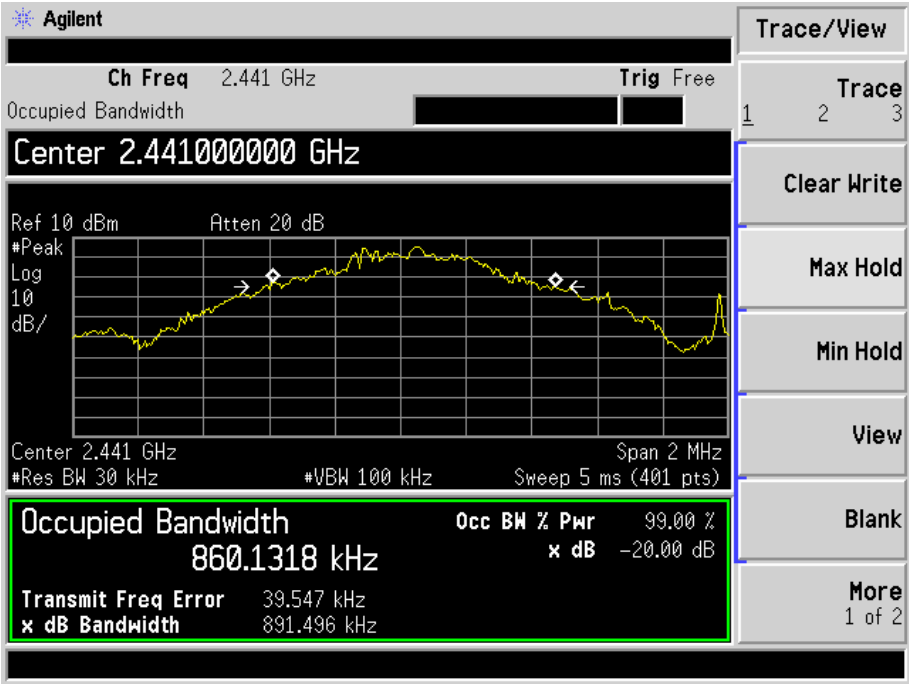 Agilent
Trace/View
Ch Freq 2.441 GHz Trig Free
Occupied Bandwidth
Trace
1 2 3
Center 2.441000000 GHz
Clear Write
Ref 10 dBm Atten 20 dB
#Peak
Log
10
dB/
Max Hold
Min Hold
View
Center 2.441 GHz Span 2 MHz
#Res BW 30 kHz #VBW 100 kHz Sweep 5 ms (401 pts)
Occupied Bandwidth
860.1318 kHz
Occ BW % Pwr 99.00 %
x dB -20.00 dB
Blank
Transmit Freq Error 39.547 kHz
x dB Bandwidth 891.496 kHz
More
1 of 2